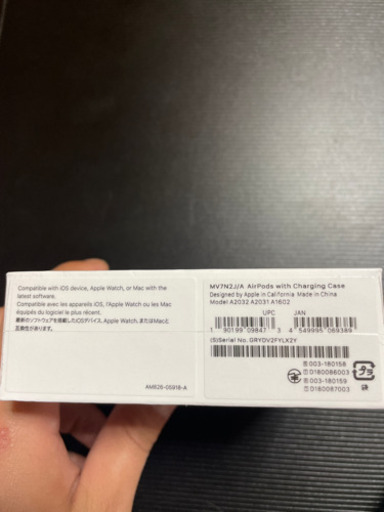 Compatible with iOS device, Apple Watch, or Mac with the
latest software.
Compatible avec les appareils iOS, l'Apple Watch ou les Mac
équipés du logiciel le plus récent.
最新のソフトウェアを搭載したiOSデバイス、Apple Watch、またはMacと
互換性があります。
AM626-05918-A
MV7N2J/A AirPods with Charging Case
Designed by Apple in California Made in China
Model A2032 A2031 A1602
UPC JAN
1 90199 09847 3 4 549995 069389
(S)Serial No. GRYDV2FYLX2Y
003-180158
D180086003
003-180159
D180087003